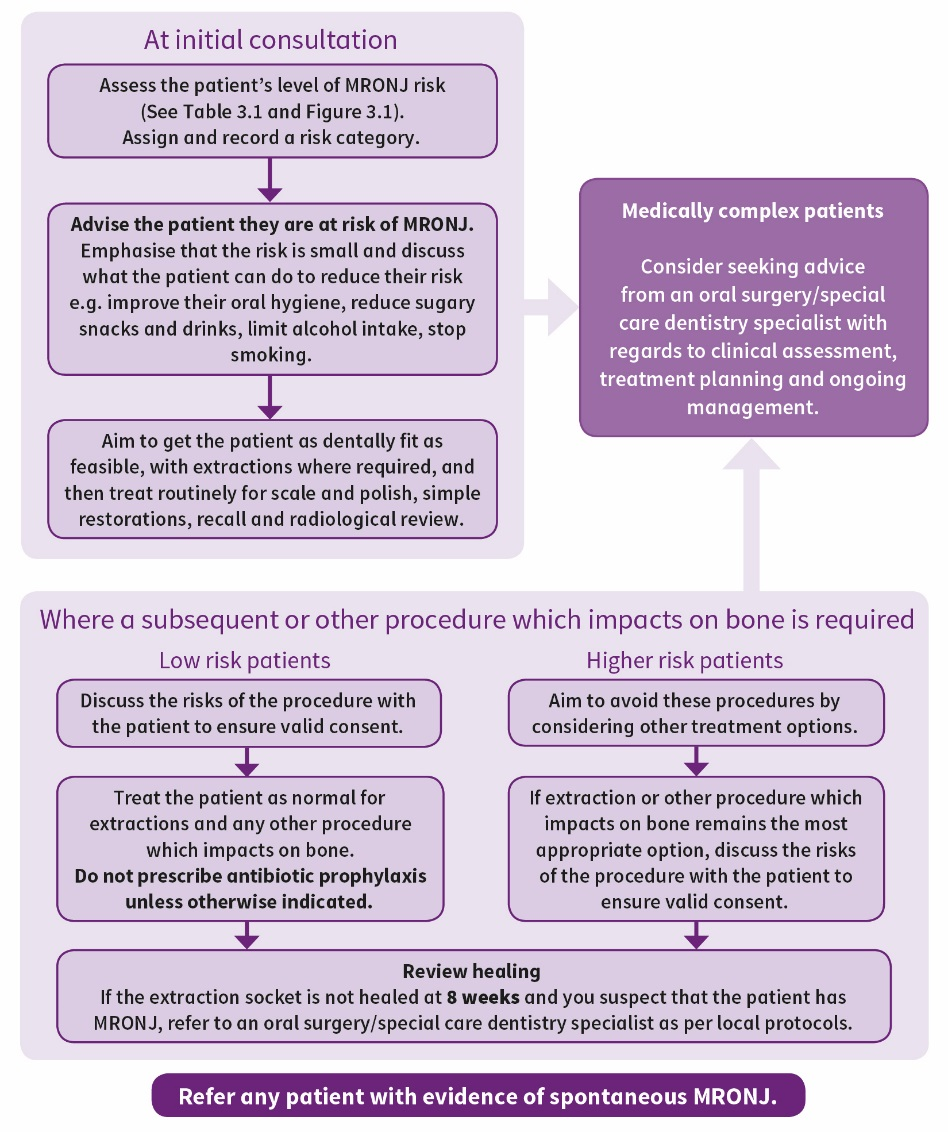 At initial consultation
Assess the patient's level of MRONJ risk
(See Table 3.1 and Figure 3.1).
Assign and record a risk category.
Advise the patient they are at risk of MRONJ.
Emphasise that the risk is small and discuss
what the patient can do to reduce their risk
e.g. improve their oral hygiene, reduce sugary
snacks and drinks, limit alcohol intake, stop
smoking.
Aim to get the patient as dentally fit as
feasible, with extractions where required, and
then treat routinely for scale and polish, simple
restorations, recall and radiological review.
Medically complex patients
Consider seeking advice
from an oral surgery/special
care dentistry specialist with
regards to clinical assessment,
treatment planning and ongoing
management.
Where a subsequent or other procedure which impacts on bone is required
Low risk patients
Discuss the risks of the procedure with
the patient to ensure valid consent.
Treat the patient as normal for
extractions and any other procedure
which impacts on bone.
Do not prescribe antibiotic prophylaxis
unless otherwise indicated.
Higher risk patients
Aim to avoid these procedures by
considering other treatment options.
If extraction or other procedure which
impacts on bone remains the most
appropriate option, discuss the risks
of the procedure with the patient to
ensure valid consent.
Review healing
If the extraction socket is not healed at 8 weeks and you suspect that the patient has
MRONJ, refer to an oral surgery/special care dentistry specialist as per local protocols.
Refer any patient with evidence of spontaneous MRONJ.